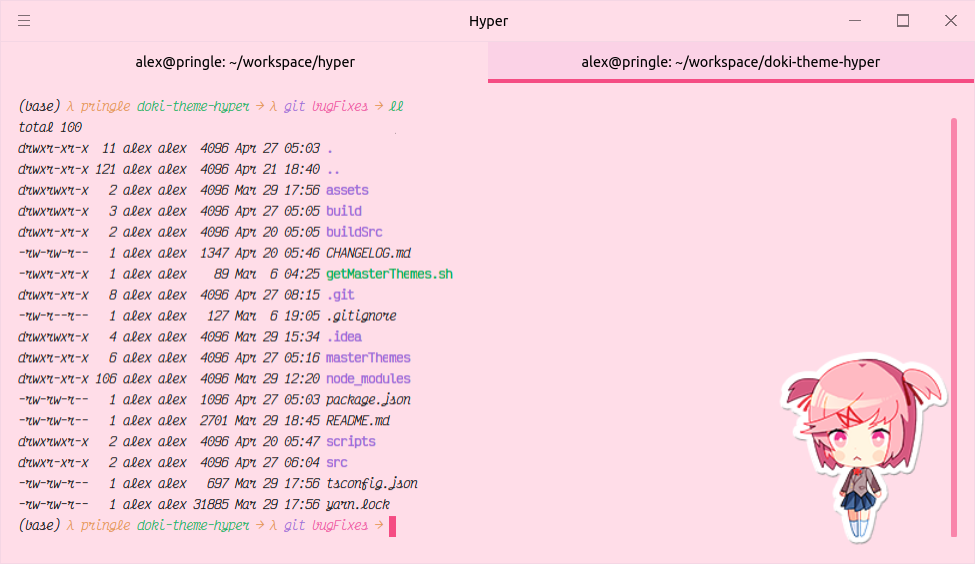 Hyper
alex@pringle: ~/workspace/hyper
alex@pringle: ~/workspace/doki-theme-hyper
(base) λ pringle doki-theme-hyper → λ git bugFixes → ll
total 100
drwxr-xr-x  11 alex alex  4096 Apr 27 05:03 .
drwxr-xr-x 121 alex alex  4096 Apr 21 18:40 ..
drwxrwxr-x   2 alex alex  4096 Mar 29 17:56 assets
drwxr-xr-x   3 alex alex  4096 Apr 27 05:05 build
drwxr-xr-x   2 alex alex  4096 Apr 20 05:05 buildSrc
-rw-rw-r--   1 alex alex  1347 Apr 20 05:46 CHANGELOG.md
-rwxr-xr-x   1 alex alex    89 Mar  6 04:25 getMasterThemes.sh
drwxr-xr-x   8 alex alex  4096 Apr 27 08:15 .git
-rw-r--r--   1 alex alex   127 Mar  6 19:05 .gitignore
drwxrwxr-x   4 alex alex  4096 Mar 29 15:34 .idea
drwxr-xr-x   6 alex alex  4096 Apr 27 05:16 masterThemes
drwxr-xr-x 106 alex alex  4096 Mar 29 12:20 node_modules
-rw-rw-r--   1 alex alex  1096 Apr 27 05:03 package.json
-rw-rw-r--   1 alex alex  2701 Mar 29 18:45 README.md
drwxrwxr-x   2 alex alex  4096 Apr 20 05:47 scripts
drwxr-xr-x   2 alex alex  4096 Apr 27 06:04 src
-rw-rw-r--   1 alex alex   697 Mar 29 17:56 tsconfig.json
-rw-rw-r--   1 alex alex 31885 Mar 29 17:56 yarn.lock
(base) λ pringle doki-theme-hyper → λ git bugFixes →